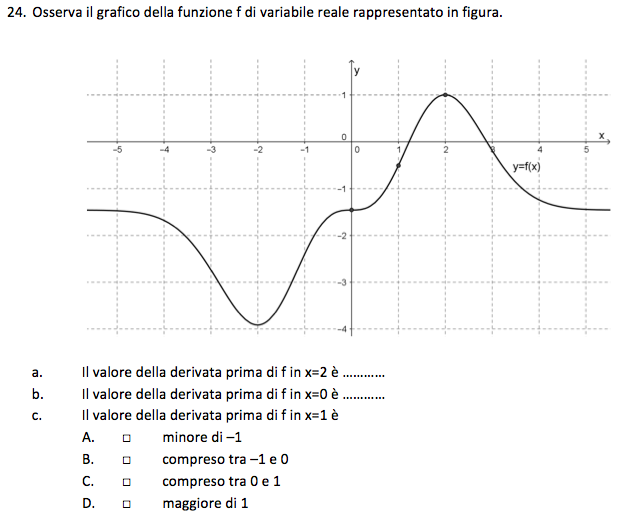 24. Osserva il grafico della funzione f di variabile reale rappresentato in figura.
y
1
0
x
-5 -4 -3 -2 -1 0 1 2 3 4 5
y=f(x)
-1
-2
-3
-4
a. Il valore della derivata prima di f in x=2 è ............
b. Il valore della derivata prima di f in x=0 è ............
c. Il valore della derivata prima di f in x=1 è
A. □ minore di –1
B. □ compreso tra –1 e 0
C. □ compreso tra 0 e 1
D. □ maggiore di 1